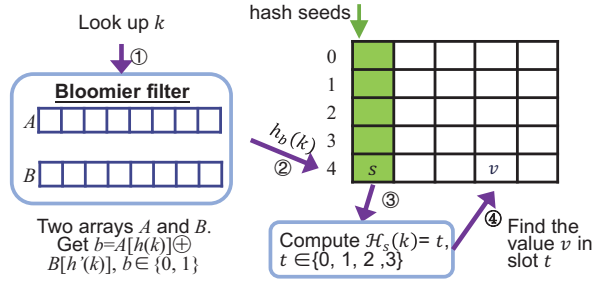 hash seeds
Look up k
①
Bloomier filter
A
B
Two arrays A and B.
Get b=A[h(k)]⊕
B[h'(k)], b∈{0, 1}
h_b(k)
②
0
1
2
3
4 s v
③
Compute ℋ_s(k)= t,
t ∈{0, 1, 2 ,3}
④
Find the
value v in
slot t